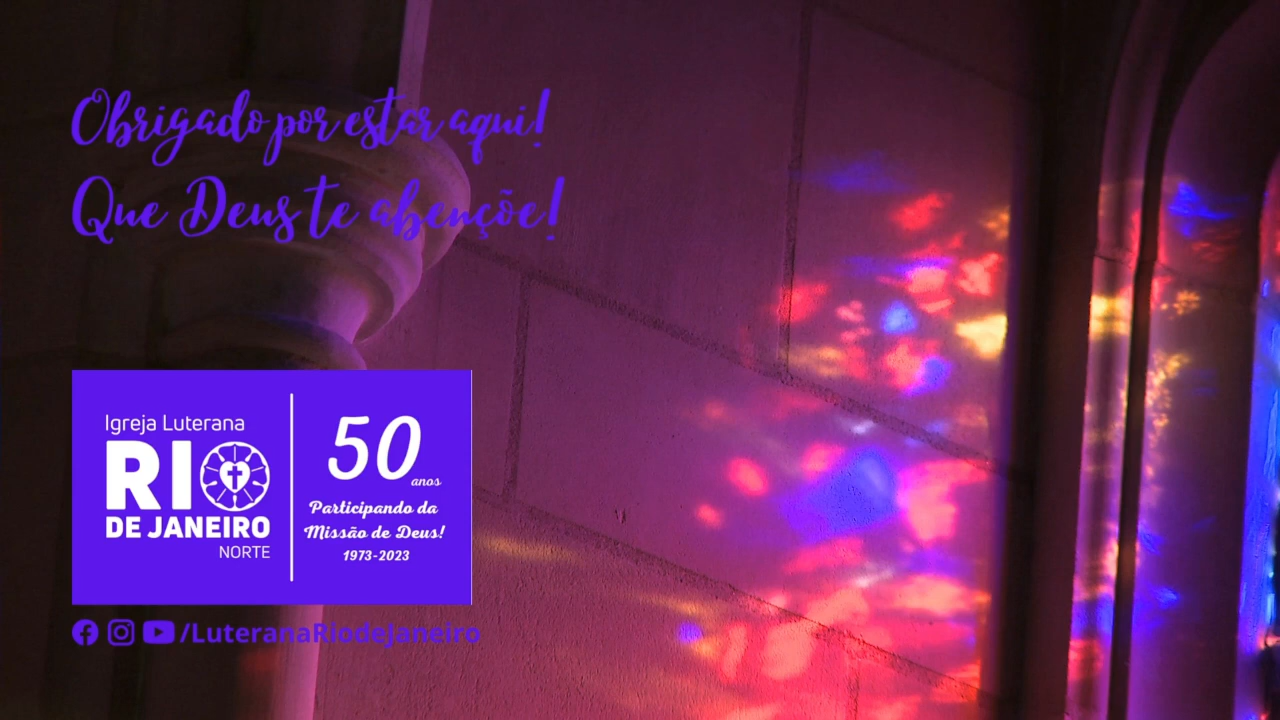 Obrigado por estar aqui!
Que Deus te abençõe!
Igreja Luterana
RIO
DE JANEIRO
NORTE
50
anos
Participando da
Missão de Deus!
1973-2023
/LuteranaRiodeJaneiro